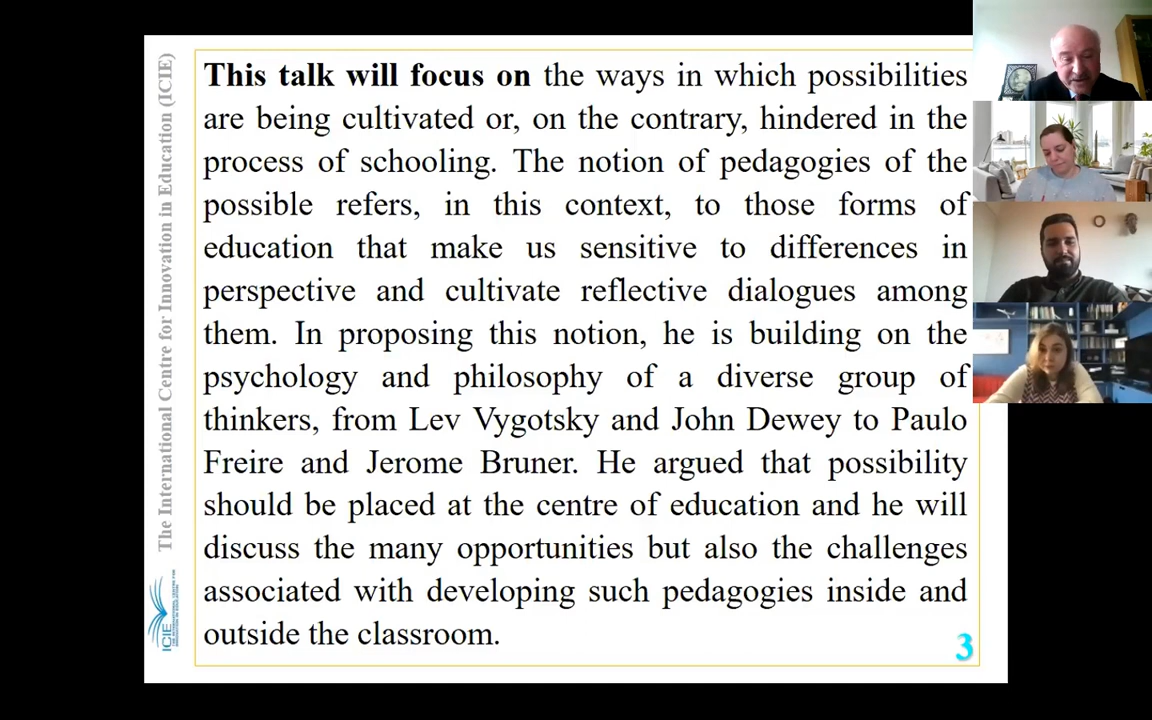 The International Centre for Innovation in Education (ICIE)
ICIE
This talk will focus on the ways in which possibilities
are being cultivated or, on the contrary, hindered in the
process of schooling. The notion of pedagogies of the
possible refers, in this context, to those forms of
education that make us sensitive to differences in
perspective and cultivate reflective dialogues among
them. In proposing this notion, he is building on the
psychology and philosophy of a diverse group of
thinkers, from Lev Vygotsky and John Dewey to Paulo
Freire and Jerome Bruner. He argued that possibility
should be placed at the centre of education and he will
discuss the many opportunities but also the challenges
associated with developing such pedagogies inside and
outside the classroom.
3